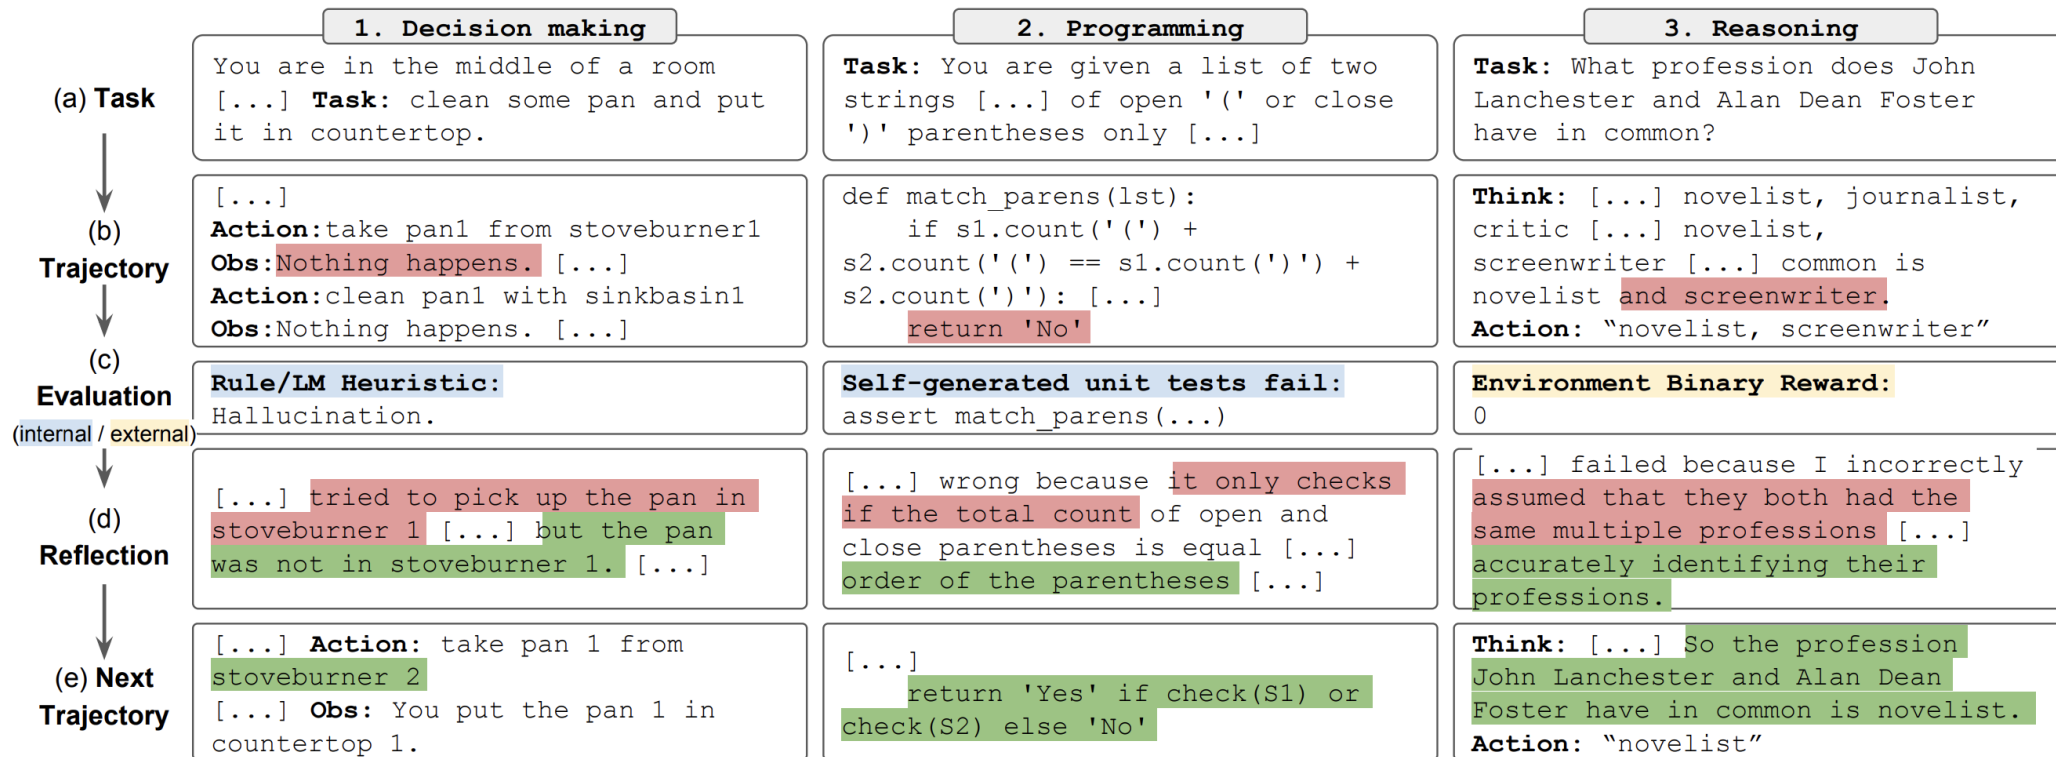 1. Decision making
2. Programming
3. Reasoning
(a) Task
You are in the middle of a room
[...] Task: clean some pan and put
it in countertop.
Task: You are given a list of two
strings [...] of open '(' or close
')' parentheses only [...]
Task: What profession does John
Lanchester and Alan Dean Foster
have in common?
(b)
Trajectory
[...]
Action:take pan1 from stoveburner1
Obs:Nothing happens. [...]
Action:clean pan1 with sinkbasin1
Obs:Nothing happens. [...]
def match_parens(lst):
if s1.count('(') +
s2.count('(') == s1.count(')') +
s2.count(')'): [...]
return 'No'
Think: [...] novelist, journalist,
critic [...] novelist,
screenwriter [...] common is
novelist and screenwriter.
Action: “novelist, screenwriter”
(c)
Evaluation
(internal / external)
Rule/LM Heuristic:
Hallucination.
Self-generated unit tests fail:
assert match_parens(...)
Environment Binary Reward:
0
(d)
Reflection
[...] tried to pick up the pan in
stoveburner 1 [...] but the pan
was not in stoveburner 1. [...]
[...] wrong because it only checks
if the total count of open and
close parentheses is equal [...]
order of the parentheses [...]
[...] failed because I incorrectly
assumed that they both had the
same multiple professions [...]
accurately identifying their
professions.
(e) Next
Trajectory
[...] Action: take pan 1 from
stoveburner 2
[...] Obs: You put the pan 1 in
countertop 1.
[...]
return 'Yes' if check(S1) or
check(S2) else 'No'
Think: [...] So the profession
John Lanchester and Alan Dean
Foster have in common is novelist.
Action: “novelist”